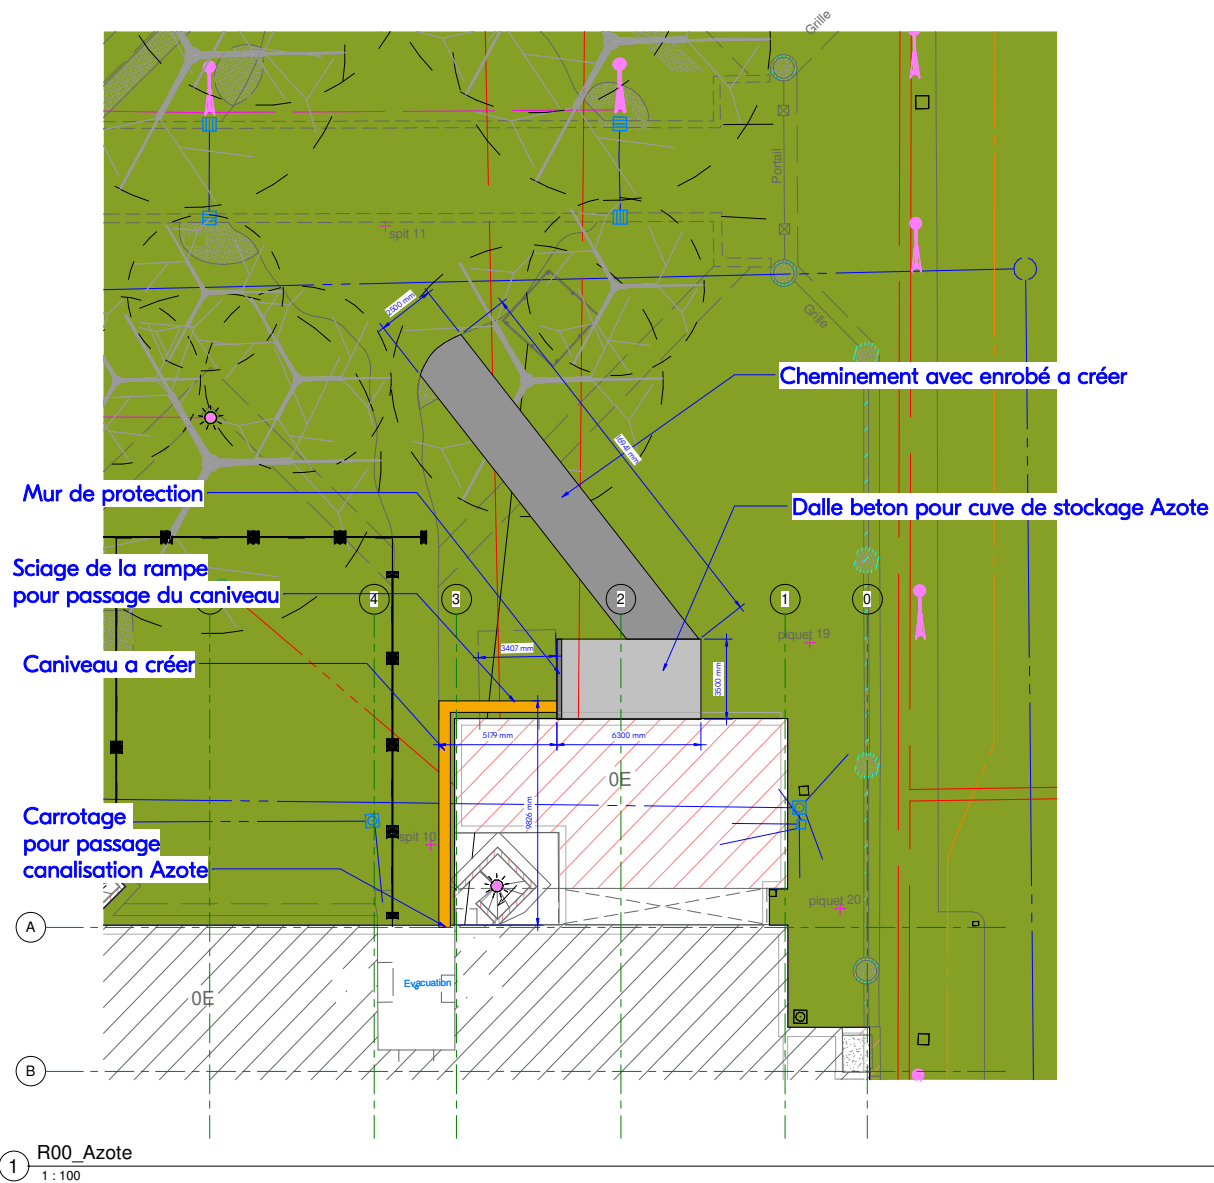 Grille
Portail
spit 11
Grille
2500 mm
Cheminement avec enrobé a créer
16941 mm
Mur de protection
Dalle beton pour cuve de stockage Azote
Sciage de la rampe
pour passage du caniveau
4
3
2
1
0
piquet 19
3407 mm
Caniveau a créer
3500 mm
5179 mm
6300 mm
0E
9826 mm
Carrotage
pour passage
canalisation Azote
spit 10
piquet 20
A
Evacuation
0E
B
1
R00_Azote
1 : 100